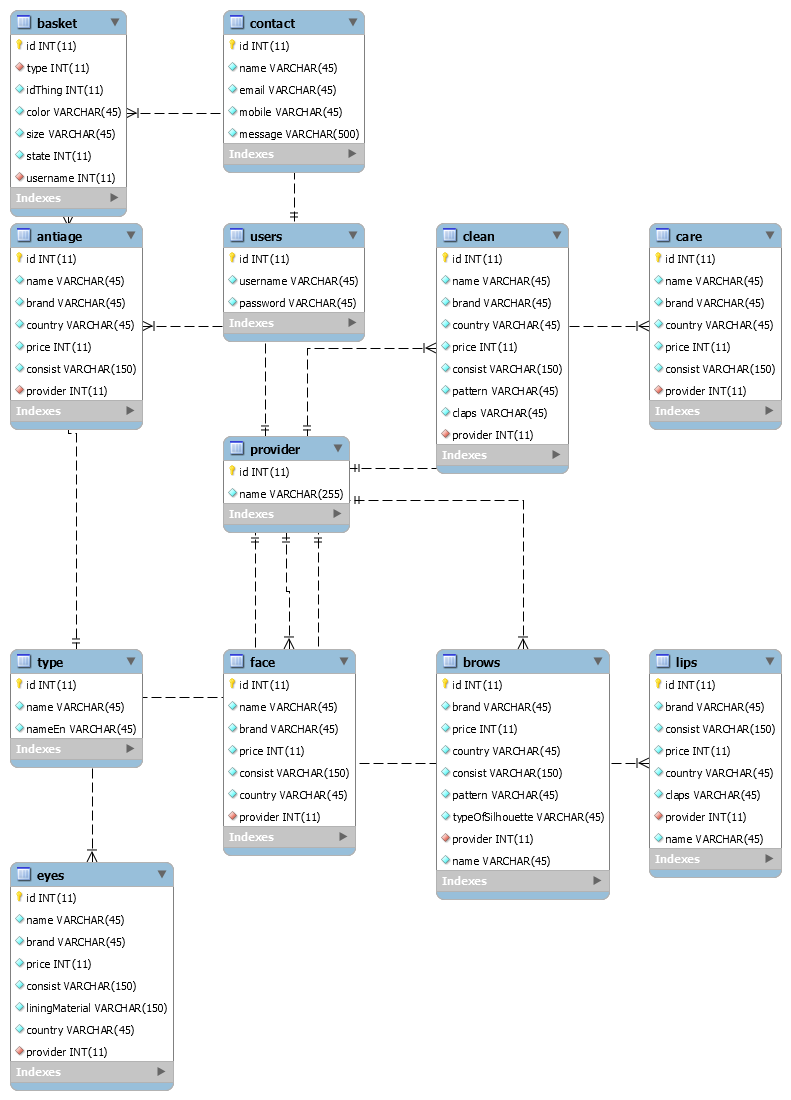 basket
id INT(11)
type INT(11)
idThing INT(11)
color VARCHAR(45)
size VARCHAR(45)
state INT(11)
username INT(11)
Indexes
contact
id INT(11)
name VARCHAR(45)
email VARCHAR(45)
mobile VARCHAR(45)
message VARCHAR(500)
Indexes
antiage
id INT(11)
name VARCHAR(45)
brand VARCHAR(45)
country VARCHAR(45)
price INT(11)
consist VARCHAR(150)
provider INT(11)
Indexes
users
id INT(11)
username VARCHAR(45)
password VARCHAR(45)
Indexes
clean
id INT(11)
name VARCHAR(45)
brand VARCHAR(45)
country VARCHAR(45)
price INT(11)
consist VARCHAR(150)
pattern VARCHAR(45)
claps VARCHAR(45)
provider INT(11)
Indexes
care
id INT(11)
name VARCHAR(45)
brand VARCHAR(45)
country VARCHAR(45)
price INT(11)
consist VARCHAR(150)
provider INT(11)
Indexes
provider
id INT(11)
name VARCHAR(255)
Indexes
type
id INT(11)
name VARCHAR(45)
nameEn VARCHAR(45)
Indexes
face
id INT(11)
name VARCHAR(45)
brand VARCHAR(45)
price INT(11)
consist VARCHAR(150)
country VARCHAR(45)
provider INT(11)
Indexes
brows
id INT(11)
brand VARCHAR(45)
price INT(11)
country VARCHAR(45)
consist VARCHAR(150)
pattern VARCHAR(45)
typeOfSilhouette VARCHAR(45)
provider INT(11)
name VARCHAR(45)
Indexes
lips
id INT(11)
brand VARCHAR(45)
consist VARCHAR(150)
price INT(11)
country VARCHAR(45)
claps VARCHAR(45)
provider INT(11)
name VARCHAR(45)
Indexes
eyes
id INT(11)
name VARCHAR(45)
brand VARCHAR(45)
price INT(11)
consist VARCHAR(150)
liningMaterial VARCHAR(150)
country VARCHAR(45)
provider INT(11)
Indexes